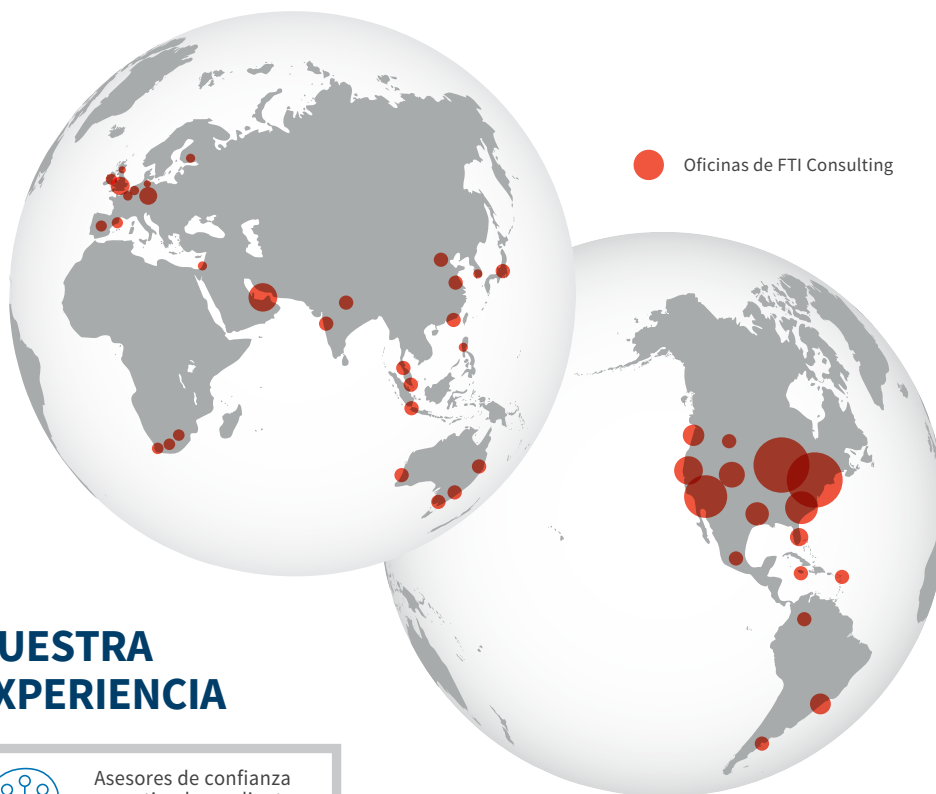 Oficinas de FTI Consulting
UESTRA
XPERIENCIA
Asesores de confianza